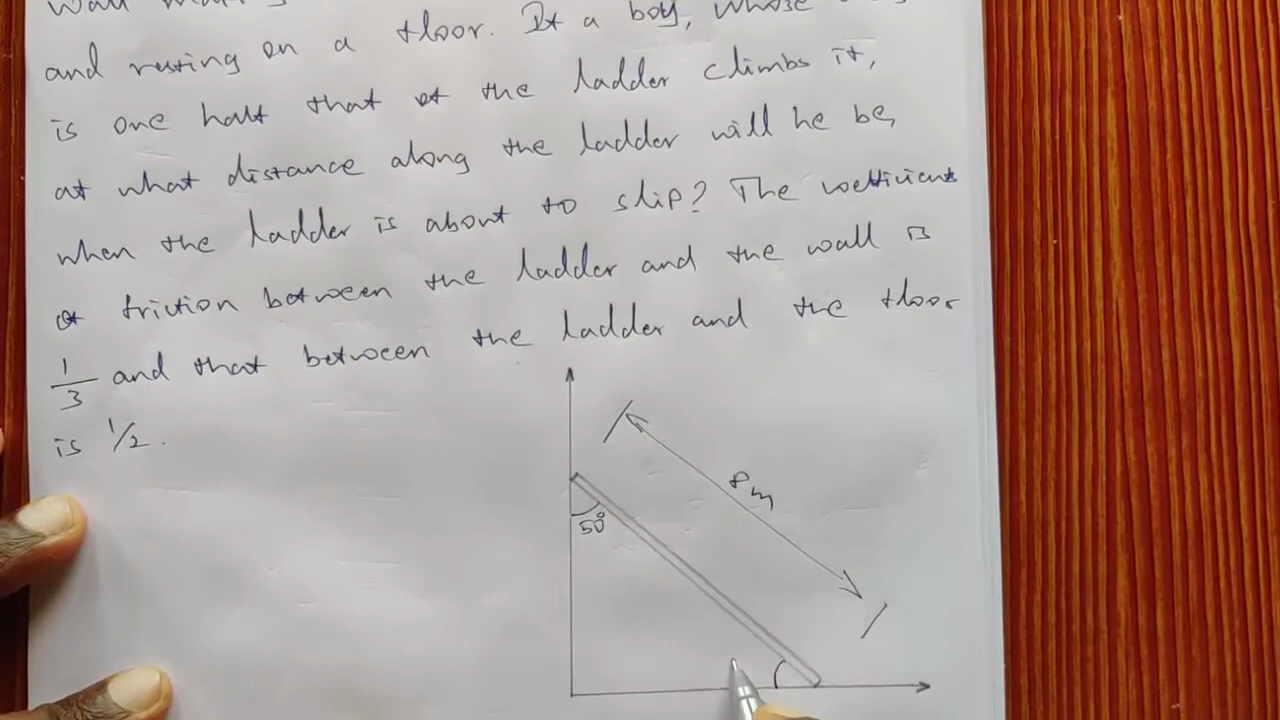 wall
and resting on a floor. If a boy, whose
is one half that of the ladder climbs it,
at what distance along the ladder will he be,
when the ladder is about to slip? The coefficient
of friction between the ladder and the wall is
1/3 and that between the ladder and the floor
is 1/2.
8m
50°